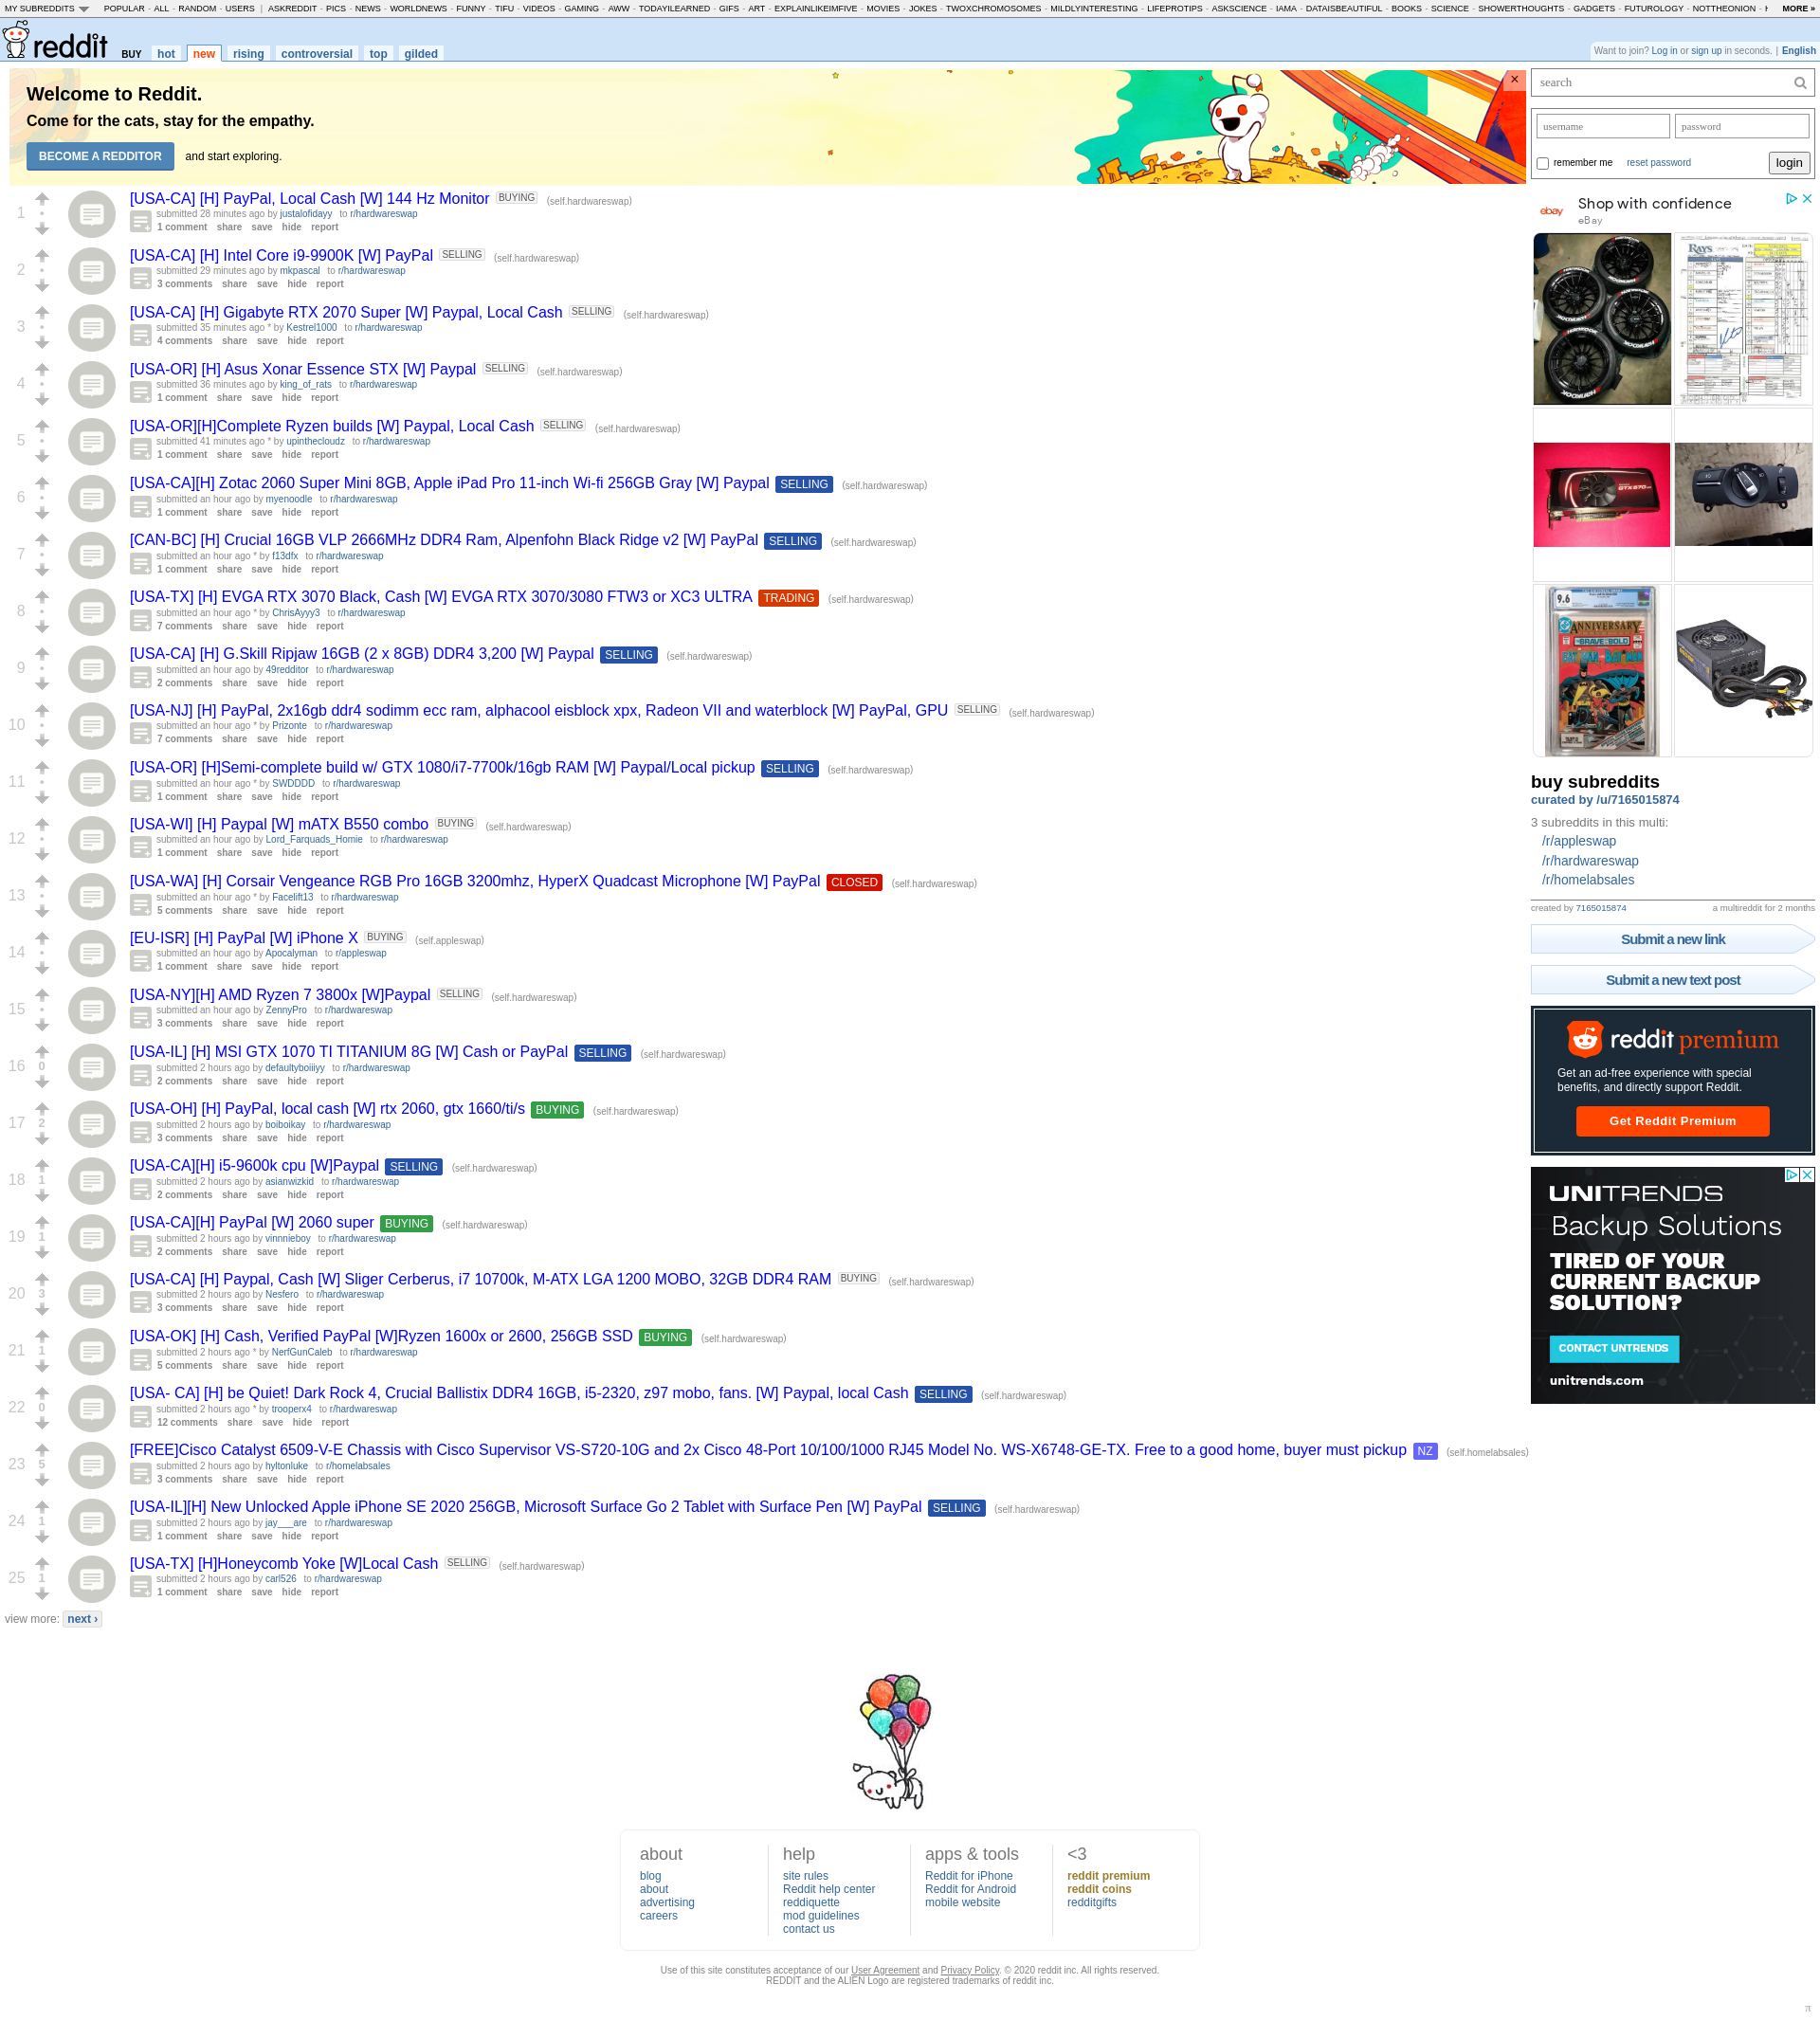 MY SUBREDDITS POPULAR - ALL - RANDOM - USERS | ASKREDDIT - PICS - NEWS - WORLDNEWS - FUNNY - TIFU - VIDEOS - GAMING - AWW - TODAYILEARNED - GIFS - ART - EXPLAINLIKEIMFIVE - MOVIES - JOKES - TWOXCHROMOSOMES - MILDLYINTERESTING - LIFEPROTIPS - ASKSCIENCE - IAMA - DATAISBEAUTIFUL - BOOKS - SCIENCE - SHOWERTHOUGHTS - GADGETS - FUTUROLOGY - NOTTHEONION - MORE »
reddit BUY hot new rising controversial top gilded
Want to join? Log in or sign up in seconds. | English
Welcome to Reddit.
Come for the cats, stay for the empathy.
BECOME A REDDITOR and start exploring.
1 [USA-CA] [H] PayPal, Local Cash [W] 144 Hz Monitor BUYING (self.hardwareswap)
submitted 28 minutes ago by justalofidayy to r/hardwareswap
1 comment share save hide report
2 [USA-CA] [H] Intel Core i9-9900K [W] PayPal SELLING (self.hardwareswap)
submitted 29 minutes ago by mkpascal to r/hardwareswap
3 comments share save hide report
3 [USA-CA] [H] Gigabyte RTX 2070 Super [W] Paypal, Local Cash SELLING (self.hardwareswap)
submitted 35 minutes ago * by Kestrel1000 to r/hardwareswap
4 comments share save hide report
4 [USA-OR] [H] Asus Xonar Essence STX [W] Paypal SELLING (self.hardwareswap)
submitted 36 minutes ago by king_of_rats to r/hardwareswap
1 comment share save hide report
5 [USA-OR][H]Complete Ryzen builds [W] Paypal, Local Cash SELLING (self.hardwareswap)
submitted 41 minutes ago * by upinthecloudz to r/hardwareswap
1 comment share save hide report
6 [USA-CA][H] Zotac 2060 Super Mini 8GB, Apple iPad Pro 11-inch Wi-fi 256GB Gray [W] Paypal SELLING (self.hardwareswap)
submitted an hour ago by myenoodle to r/hardwareswap
1 comment share save hide report
7 [CAN-BC] [H] Crucial 16GB VLP 2666MHz DDR4 Ram, Alpenfohn Black Ridge v2 [W] PayPal SELLING (self.hardwareswap)
submitted an hour ago * by f13dfx to r/hardwareswap
1 comment share save hide report
8 [USA-TX] [H] EVGA RTX 3070 Black, Cash [W] EVGA RTX 3070/3080 FTW3 or XC3 ULTRA TRADING (self.hardwareswap)
submitted an hour ago * by ChrisAyyy3 to r/hardwareswap
7 comments share save hide report
9 [USA-CA] [H] G.Skill Ripjaw 16GB (2 x 8GB) DDR4 3,200 [W] Paypal SELLING (self.hardwareswap)
submitted an hour ago by 49redditor to r/hardwareswap
2 comments share save hide report
10 [USA-NJ] [H] PayPal, 2x16gb ddr4 sodimm ecc ram, alphacool eisblock xpx, Radeon VII and waterblock [W] PayPal, GPU SELLING (self.hardwareswap)
submitted an hour ago * by Prizonte to r/hardwareswap
7 comments share save hide report
11 [USA-OR] [H]Semi-complete build w/ GTX 1080/i7-7700k/16gb RAM [W] Paypal/Local pickup SELLING (self.hardwareswap)
submitted an hour ago * by SWDDDD to r/hardwareswap
1 comment share save hide report
12 [USA-WI] [H] Paypal [W] mATX B550 combo BUYING (self.hardwareswap)
submitted an hour ago by Lord_Farquads_Homie to r/hardwareswap
1 comment share save hide report
13 [USA-WA] [H] Corsair Vengeance RGB Pro 16GB 3200mhz, HyperX Quadcast Microphone [W] PayPal CLOSED (self.hardwareswap)
submitted an hour ago * by Facelift13 to r/hardwareswap
5 comments share save hide report
14 [EU-ISR] [H] PayPal [W] iPhone X BUYING (self.appleswap)
submitted an hour ago by Apocalyman to r/appleswap
1 comment share save hide report
15 [USA-NY][H] AMD Ryzen 7 3800x [W]Paypal SELLING (self.hardwareswap)
submitted an hour ago by ZennyPro to r/hardwareswap
3 comments share save hide report
16 0 [USA-IL] [H] MSI GTX 1070 TI TITANIUM 8G [W] Cash or PayPal SELLING (self.hardwareswap)
submitted 2 hours ago by defaultyboiiiyy to r/hardwareswap
2 comments share save hide report
17 2 [USA-OH] [H] PayPal, local cash [W] rtx 2060, gtx 1660/ti/s BUYING (self.hardwareswap)
submitted 2 hours ago by boiboikay to r/hardwareswap
3 comments share save hide report
18 1 [USA-CA][H] i5-9600k cpu [W]Paypal SELLING (self.hardwareswap)
submitted 2 hours ago by asianwizkid to r/hardwareswap
2 comments share save hide report
19 1 [USA-CA][H] PayPal [W] 2060 super BUYING (self.hardwareswap)
submitted 2 hours ago by vinnnieboy to r/hardwareswap
2 comments share save hide report
20 3 [USA-CA] [H] Paypal, Cash [W] Sliger Cerberus, i7 10700k, M-ATX LGA 1200 MOBO, 32GB DDR4 RAM BUYING (self.hardwareswap)
submitted 2 hours ago by Nesfero to r/hardwareswap
3 comments share save hide report
21 1 [USA-OK] [H] Cash, Verified PayPal [W]Ryzen 1600x or 2600, 256GB SSD BUYING (self.hardwareswap)
submitted 2 hours ago * by NerfGunCaleb to r/hardwareswap
5 comments share save hide report
22 0 [USA- CA] [H] be Quiet! Dark Rock 4, Crucial Ballistix DDR4 16GB, i5-2320, z97 mobo, fans. [W] Paypal, local Cash SELLING (self.hardwareswap)
submitted 2 hours ago * by trooperx4 to r/hardwareswap
12 comments share save hide report
23 5 [FREE]Cisco Catalyst 6509-V-E Chassis with Cisco Supervisor VS-S720-10G and 2x Cisco 48-Port 10/100/1000 RJ45 Model No. WS-X6748-GE-TX. Free to a good home, buyer must pickup NZ (self.homelabsales)
submitted 2 hours ago by hyltonluke to r/homelabsales
3 comments share save hide report
24 1 [USA-IL][H] New Unlocked Apple iPhone SE 2020 256GB, Microsoft Surface Go 2 Tablet with Surface Pen [W] PayPal SELLING (self.hardwareswap)
submitted 2 hours ago by jay___are to r/hardwareswap
1 comment share save hide report
25 1 [USA-TX] [H]Honeycomb Yoke [W]Local Cash SELLING (self.hardwareswap)
submitted 2 hours ago by carl526 to r/hardwareswap
1 comment share save hide report
view more: next ›
search
username password
remember me reset password login
ebay Shop with confidence
eBay
RAYS
9.6
ANNIVERSARY
THE BRAVE AND THE BOLD
buy subreddits
curated by /u/7165015874
3 subreddits in this multi:
/r/appleswap
/r/hardwareswap
/r/homelabsales
created by 7165015874 a multireddit for 2 months
Submit a new link
Submit a new text post
reddit premium
Get an ad-free experience with special
benefits, and directly support Reddit.
Get Reddit Premium
UNITRENDS
Backup Solutions
TIRED OF YOUR
CURRENT BACKUP
SOLUTION?
CONTACT UNTRENDS
unitrends.com
about
blog
about
advertising
careers
help
site rules
Reddit help center
reddiquette
mod guidelines
contact us
apps & tools
Reddit for iPhone
Reddit for Android
mobile website
<3
reddit premium
reddit coins
redditgifts
Use of this site constitutes acceptance of our User Agreement and Privacy Policy. © 2020 reddit inc. All rights reserved.
REDDIT and the ALIEN Logo are registered trademarks of reddit inc.
π